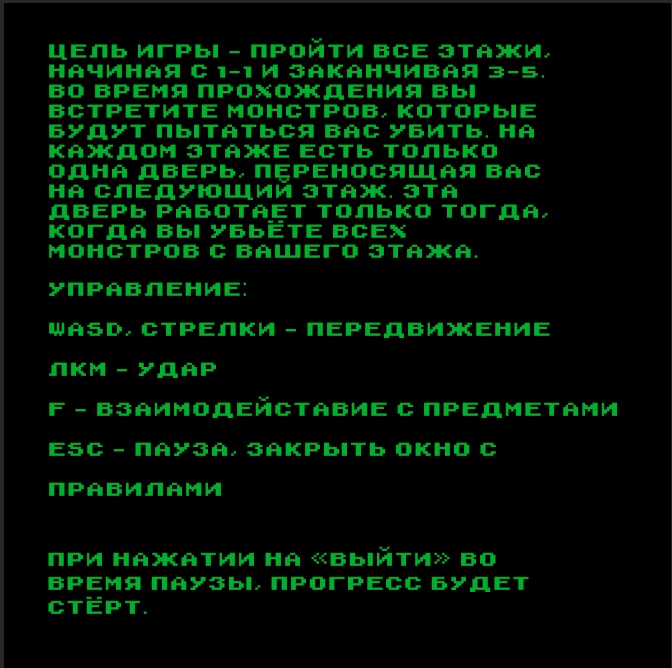 ЦЕЛЬ ИГРЫ - ПРОЙТИ ВСЕ ЭТАЖИ,
НАЧИНАЯ С 1-1 И ЗАКАНЧИВАЯ 3-5.
ВО ВРЕМЯ ПРОХОЖДЕНИЯ ВЫ
ВСТРЕТИТЕ МОНСТРОВ, КОТОРЫЕ
БУДУТ ПЫТАТЬСЯ ВАС УБИТЬ. НА
КАЖДОМ ЭТАЖЕ ЕСТЬ ТОЛЬКО
ОДНА ДВЕРЬ, ПЕРЕНОСЯЩАЯ ВАС
НА СЛЕДУЮЩИЙ ЭТАЖ. ЭТА
ДВЕРЬ РАБОТАЕТ ТОЛЬКО ТОГДА,
КОГДА ВЫ УБЬЁТЕ ВСЕХ
МОНСТРОВ С ВАШЕГО ЭТАЖА.
УПРАВЛЕНИЕ:
WASD, СТРЕЛКИ - ПЕРЕДВИЖЕНИЕ
ЛКМ - УДАР
F - ВЗАИМОДЕЙСТАВИЕ С ПРЕДМЕТАМИ
ESC - ПАУЗА, ЗАКРЫТЬ ОКНО С
ПРАВИЛАМИ
ПРИ НАЖАТИИ НА «ВЫЙТИ» ВО
ВРЕМЯ ПАУЗЫ, ПРОГРЕСС БУДЕТ
СТЁРТ.